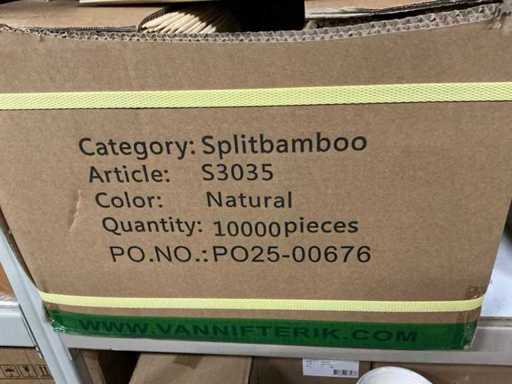 Category: Splitbamboo
Article: S3035
Color: Natural
Quantity: 10000pieces
PO.NO.: PO25-00676
WWW.VANNIFTERIK.COM